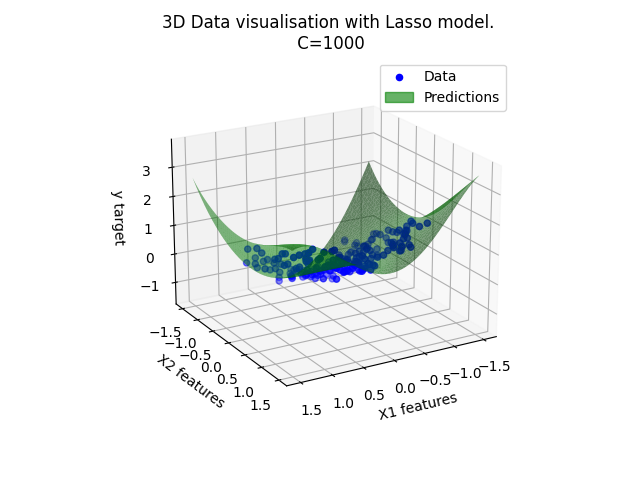 3D Data visualisation with Lasso model.
C=1000
Data
Predictions
3
2
1
0
−1
y target
−1.5
−1.0
−0.5
0.0
0.5
1.0
1.5
X2 features
1.5
1.0
0.5
0.0
−0.5
−1.0
−1.5
X1 features